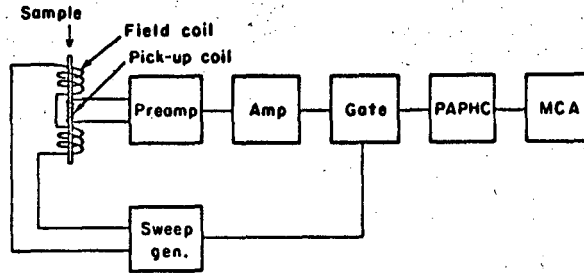 Sample
Field coil
Pick-up coil
Preamp
Amp
Gate
PAPHC
MCA
Sweep
gen.